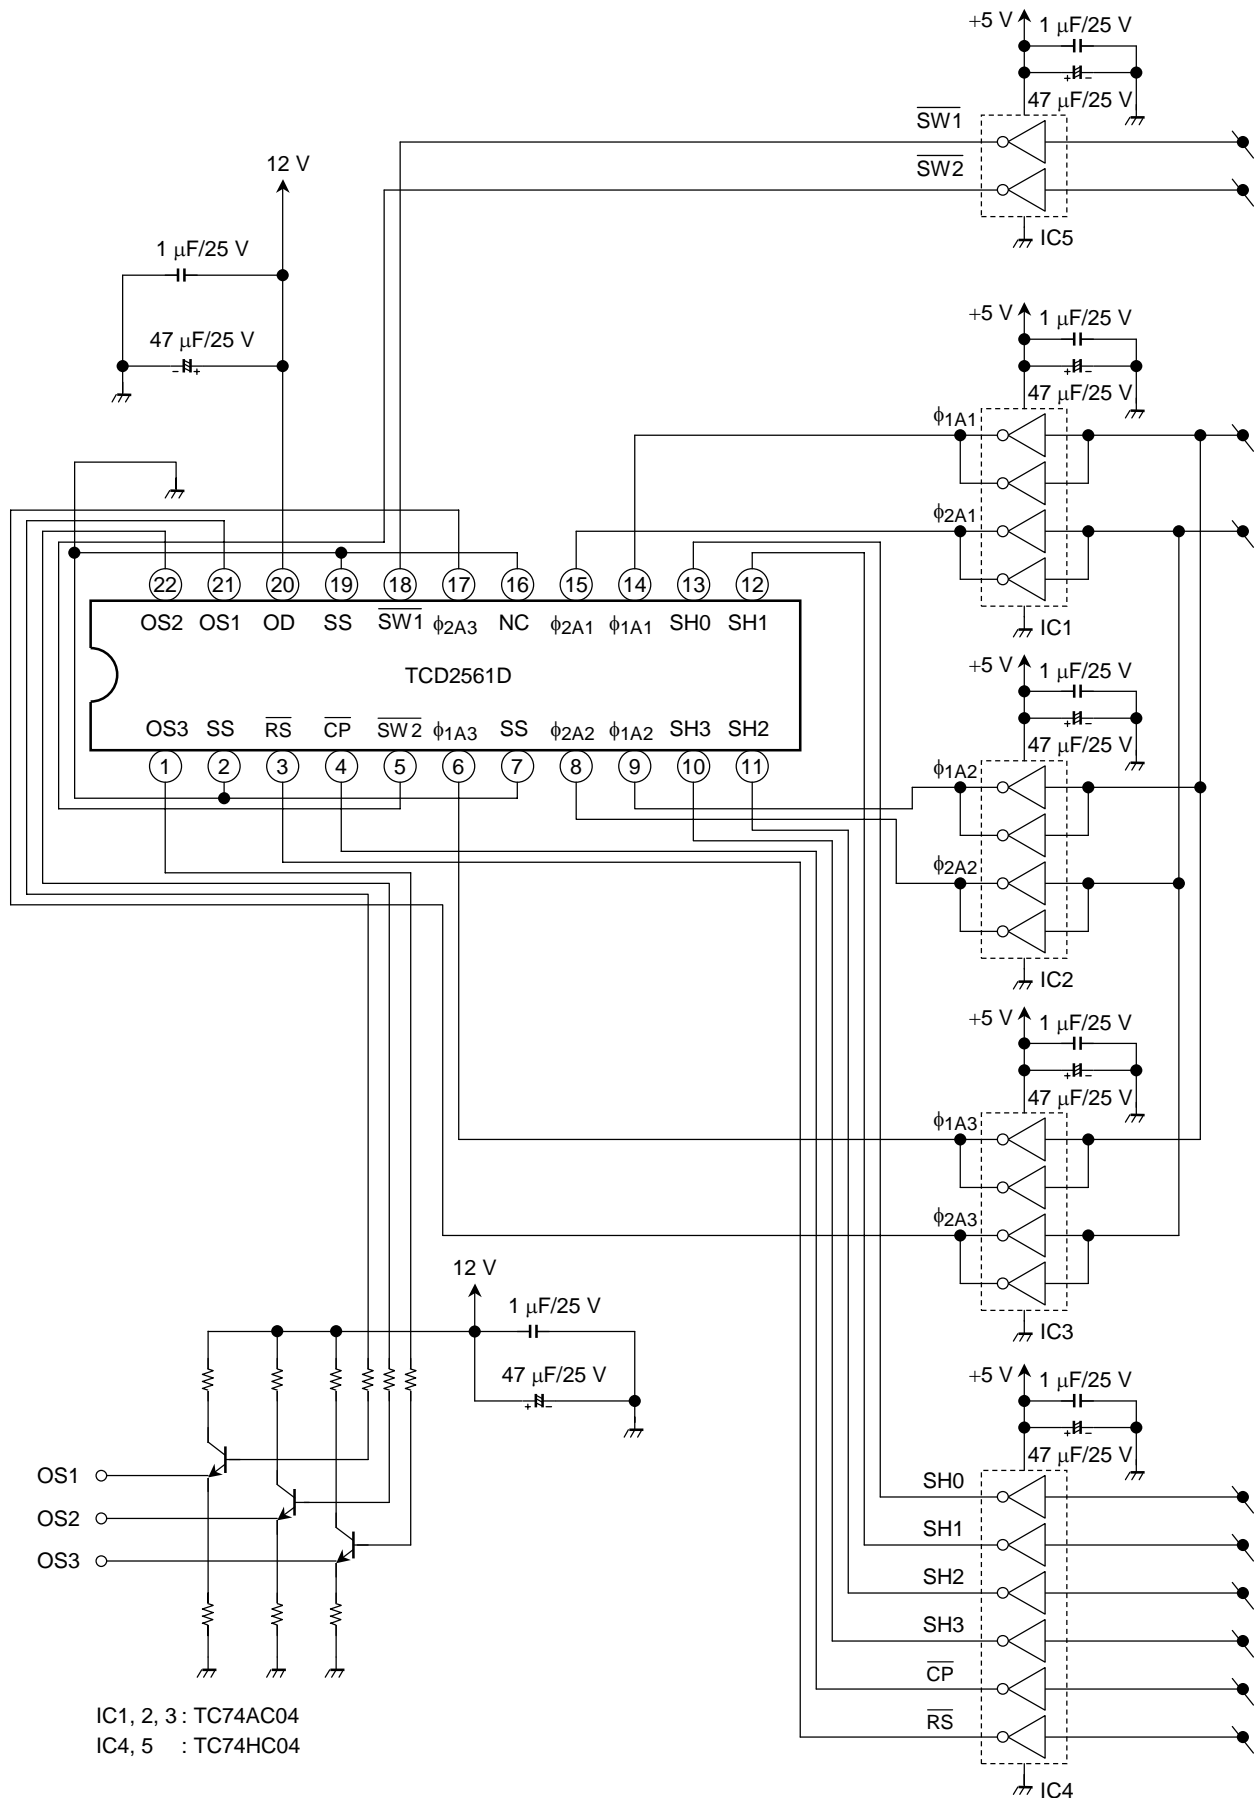 +5 V
1 μF/25 V
47 μF/25 V
SW1
SW2
IC5
12 V
1 μF/25 V
47 μF/25 V
+5 V
1 μF/25 V
47 μF/25 V
ϕ1A1
ϕ2A1
IC1
22 21 20 19 18 17 16 15 14 13 12
OS2 OS1 OD SS SW1 ϕ2A3 NC ϕ2A1 ϕ1A1 SH0 SH1
TCD2561D
OS3 SS RS CP SW2 ϕ1A3 SS ϕ2A2 ϕ1A2 SH3 SH2
1 2 3 4 5 6 7 8 9 10 11
+5 V
1 μF/25 V
47 μF/25 V
ϕ1A2
ϕ2A2
IC2
+5 V
1 μF/25 V
47 μF/25 V
ϕ1A3
ϕ2A3
IC3
12 V
1 μF/25 V
47 μF/25 V
OS1
OS2
OS3
+5 V
1 μF/25 V
47 μF/25 V
SH0
SH1
SH2
SH3
CP
RS
IC4
IC1, 2, 3 : TC74AC04
IC4, 5 : TC74HC04